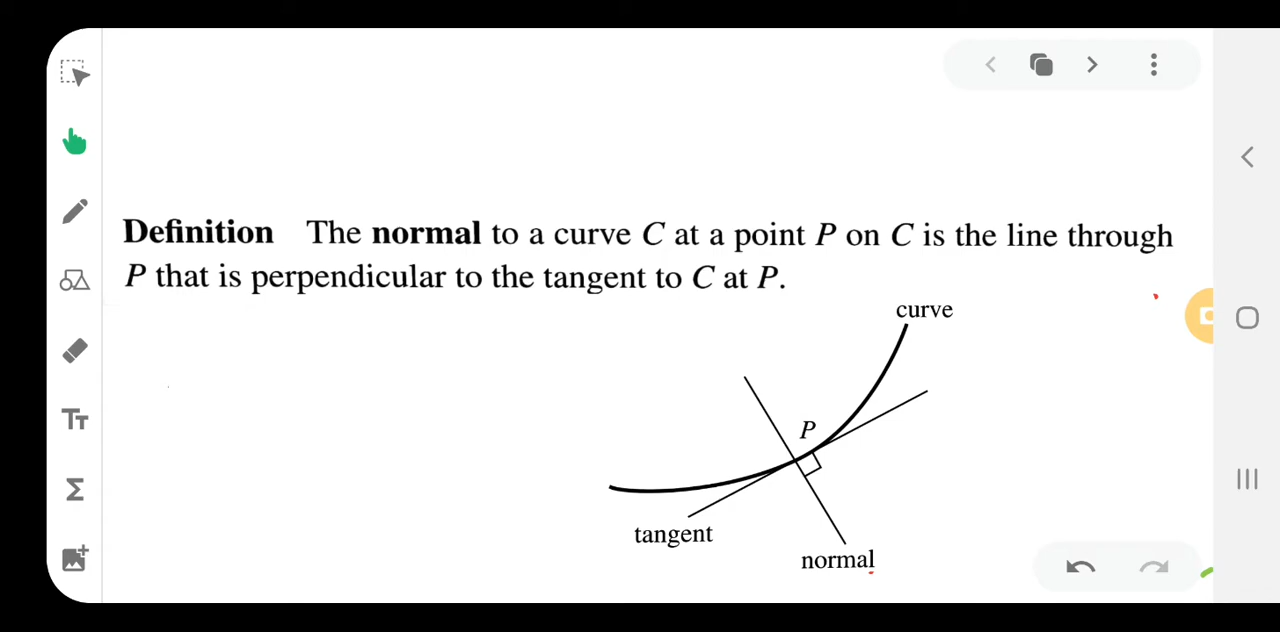 Definition The normal to a curve C at a point P on C is the line through
P that is perpendicular to the tangent to C at P.
curve
P
tangent
normal
TT
Σ